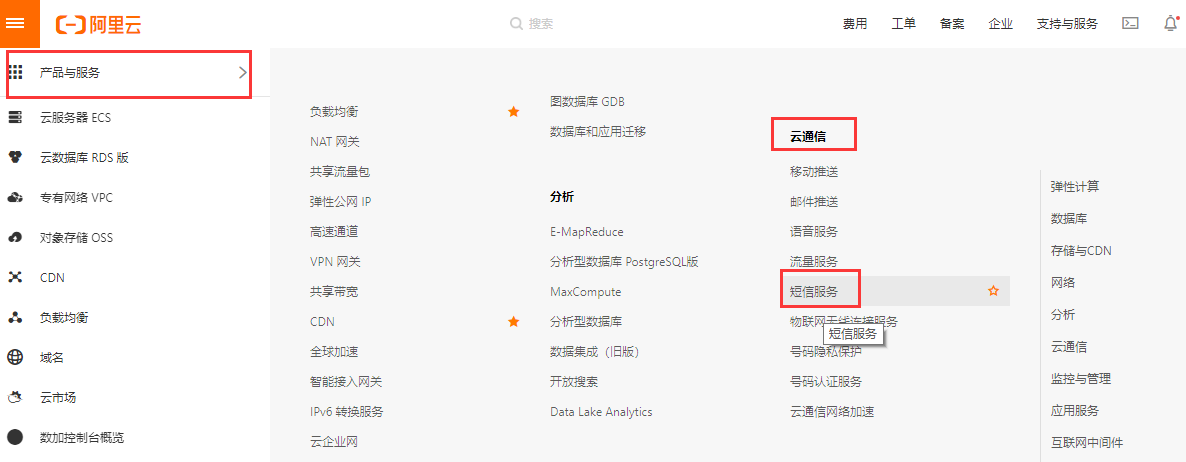 阿里云
搜索
费用
工单
备案
企业
支持与服务
产品与服务
云服务器 ECS
云数据库 RDS 版
专有网络 VPC
对象存储 OSS
CDN
负载均衡
域名
云市场
数加控制台概览
负载均衡
NAT 网关
共享流量包
弹性公网 IP
高速通道
VPN 网关
共享带宽
CDN
全球加速
智能接入网关
IPv6 转换服务
云企业网
图数据库 GDB
数据库和应用迁移
分析
E-MapReduce
分析型数据库 PostgreSQL版
MaxCompute
分析型数据库
数据集成（旧版）
开放搜索
Data Lake Analytics
云通信
移动推送
邮件推送
语音服务
流量服务
短信服务
物联网无线连接服务
短信服务
号码隐私保护
号码认证服务
云通信网络加速
弹性计算
数据库
存储与CDN
网络
分析
云通信
监控与管理
应用服务
互联网中间件